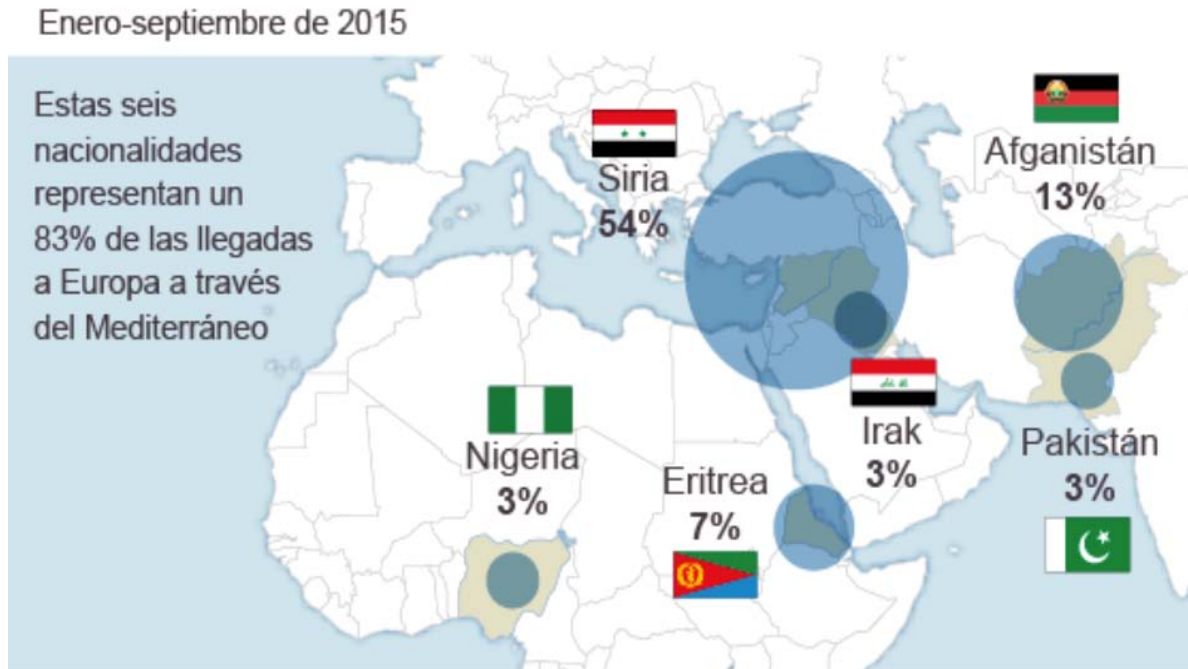 Enero-septiembre de 2015
Estas seis
nacionalidades
representan un
83% de las llegadas
a Europa a través
del Mediterráneo
Siria
54%
Afganistán
13%
Irak
3%
Pakistán
3%
Nigeria
3%
Eritrea
7%